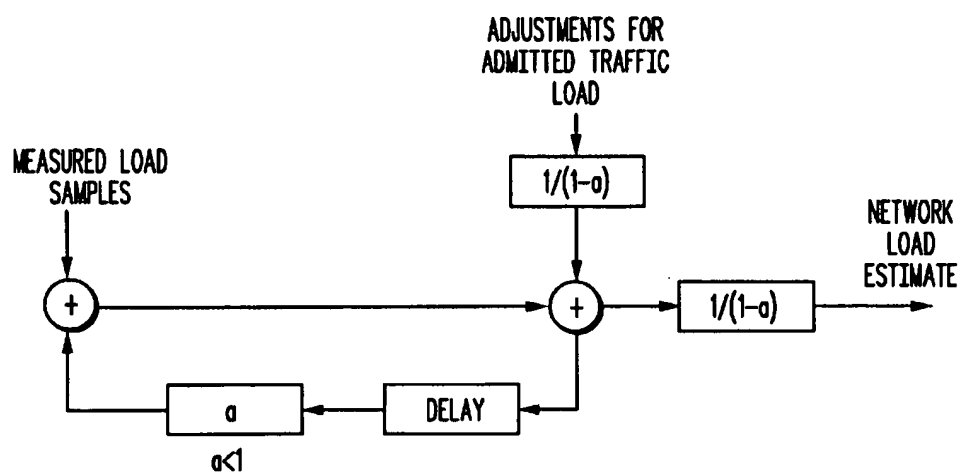 ADJUSTMENTS FOR
ADMITTED TRAFFIC
LOAD
MEASURED LOAD
SAMPLES
1/(1-a)
NETWORK
LOAD
ESTIMATE
+
+
1/(1-a)
a
DELAY
a<1